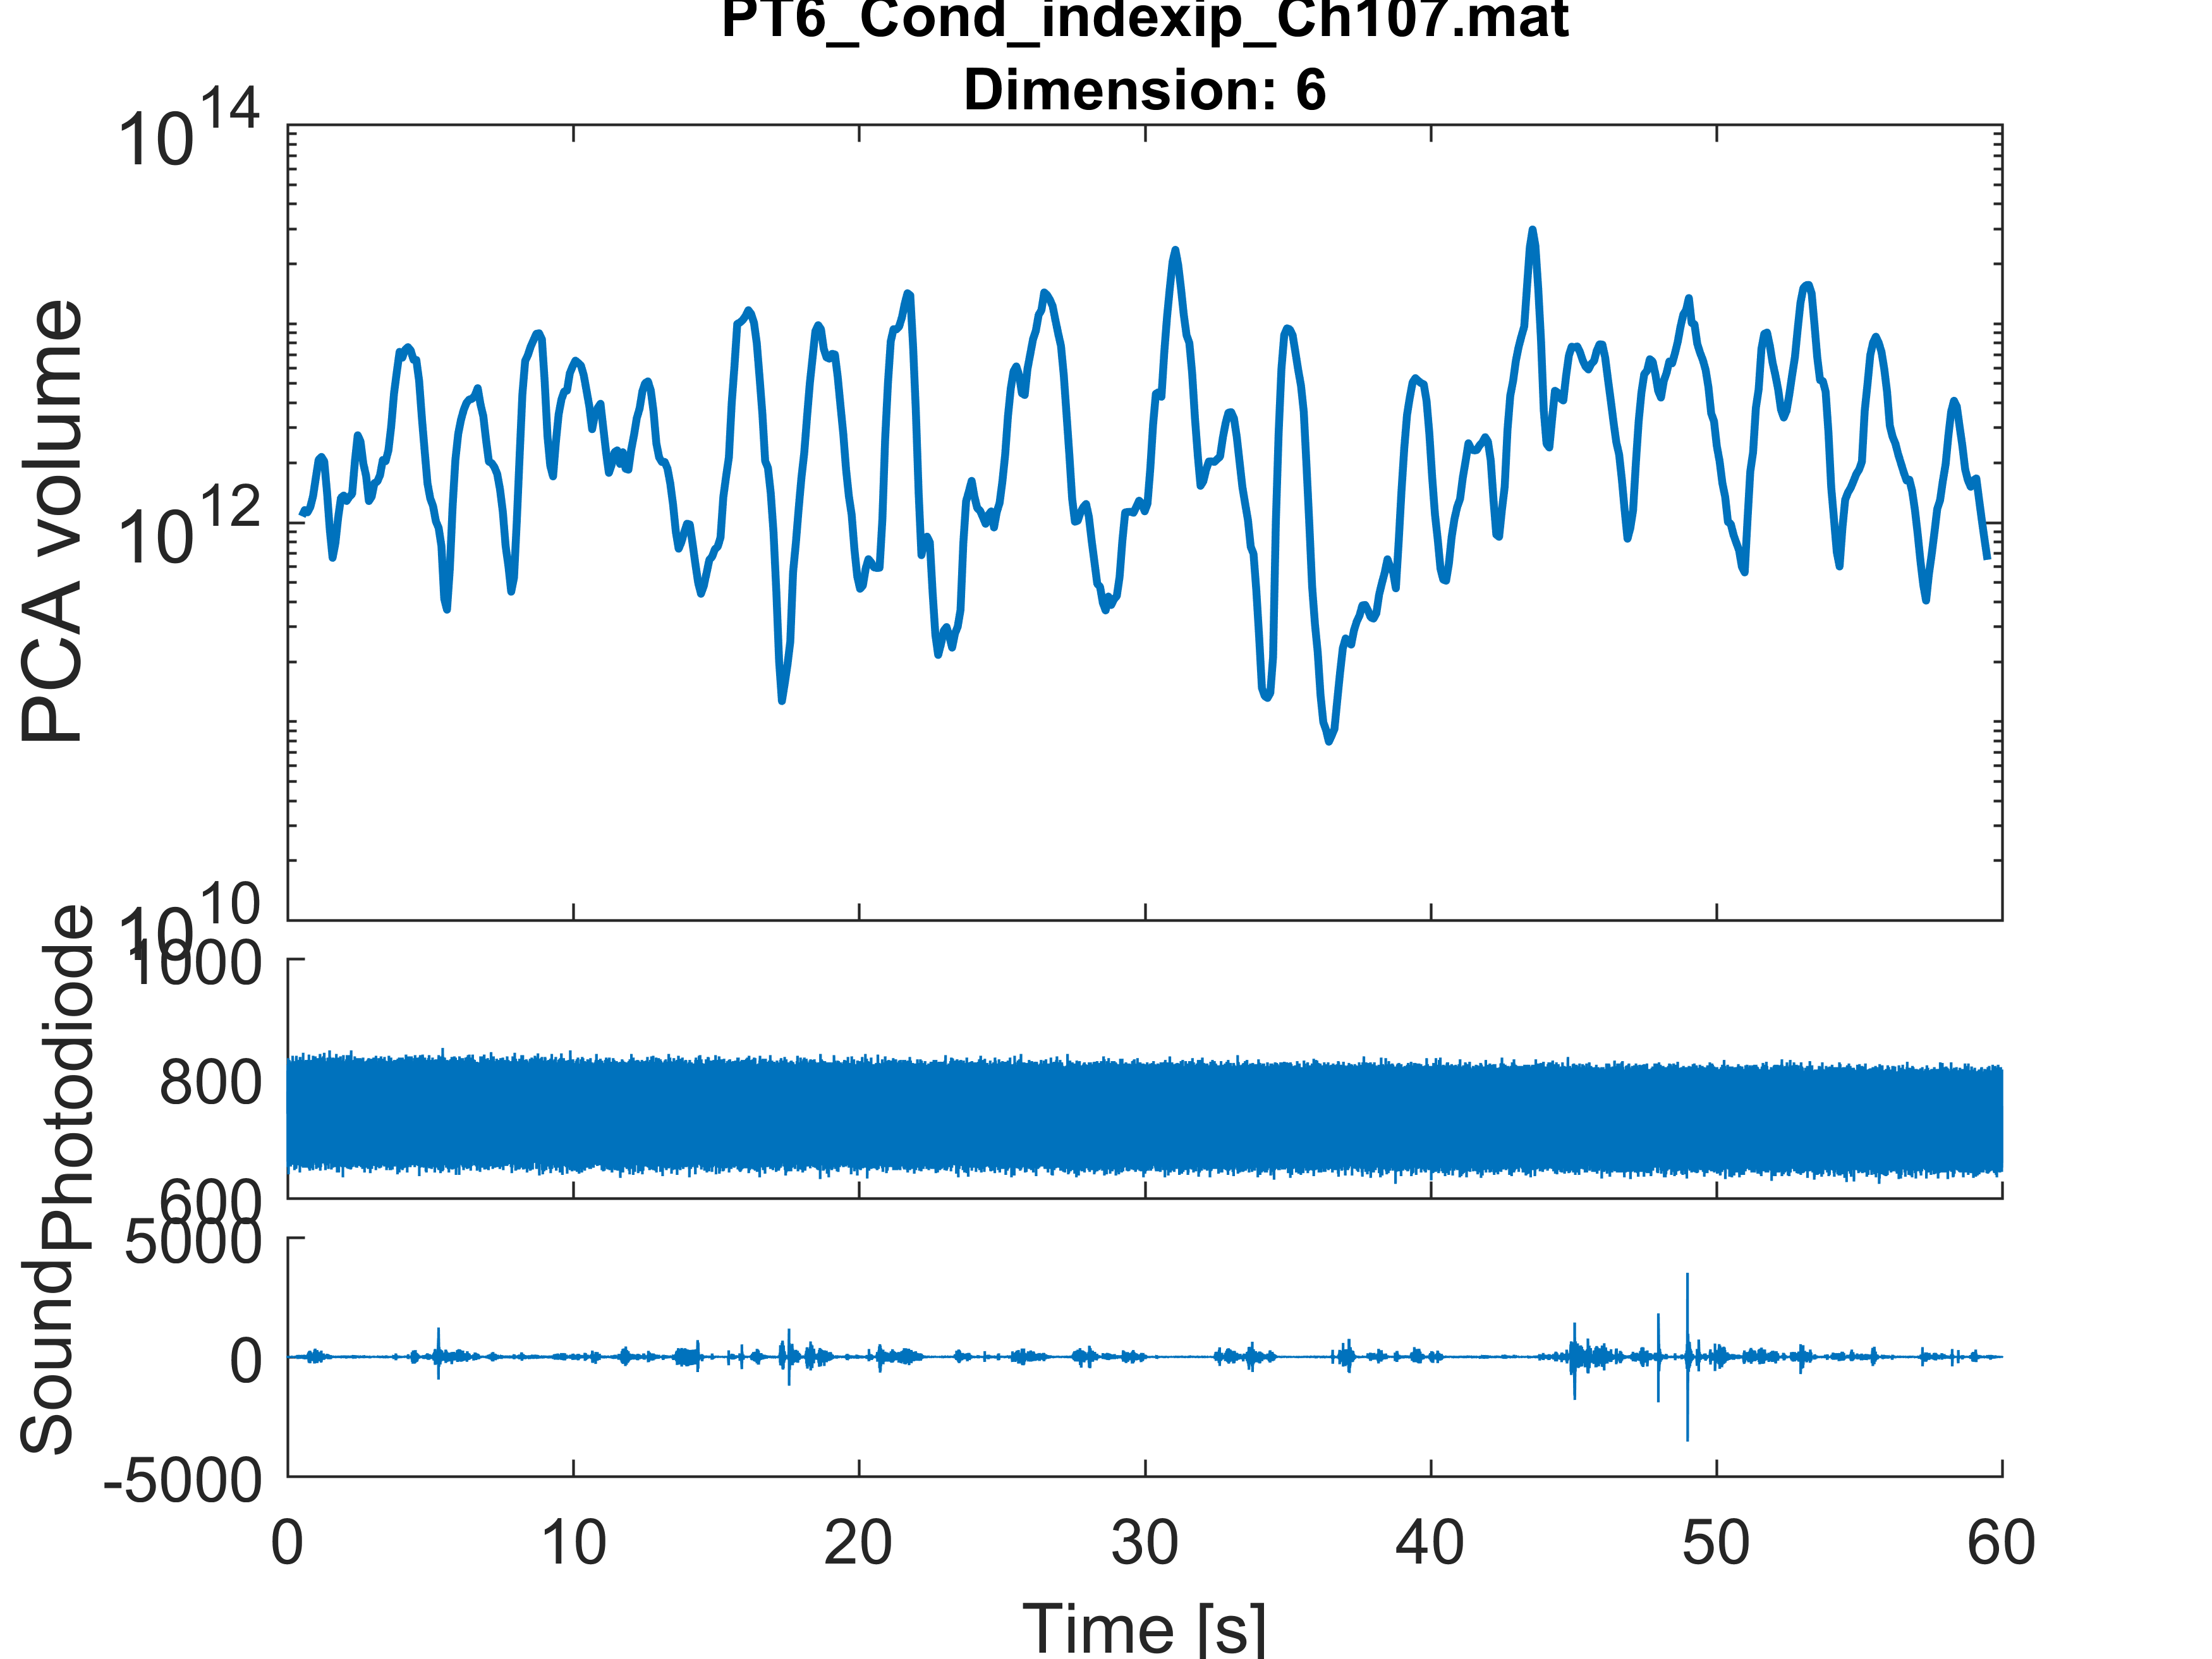 PT6_Cond_indexip_Ch107.mat
Dimension: 6
PCA volume
10^14
10^12
10^10
Photodiode
1000
800
600
Sound
5000
0
-5000
0 10 20 30 40 50 60
Time [s]